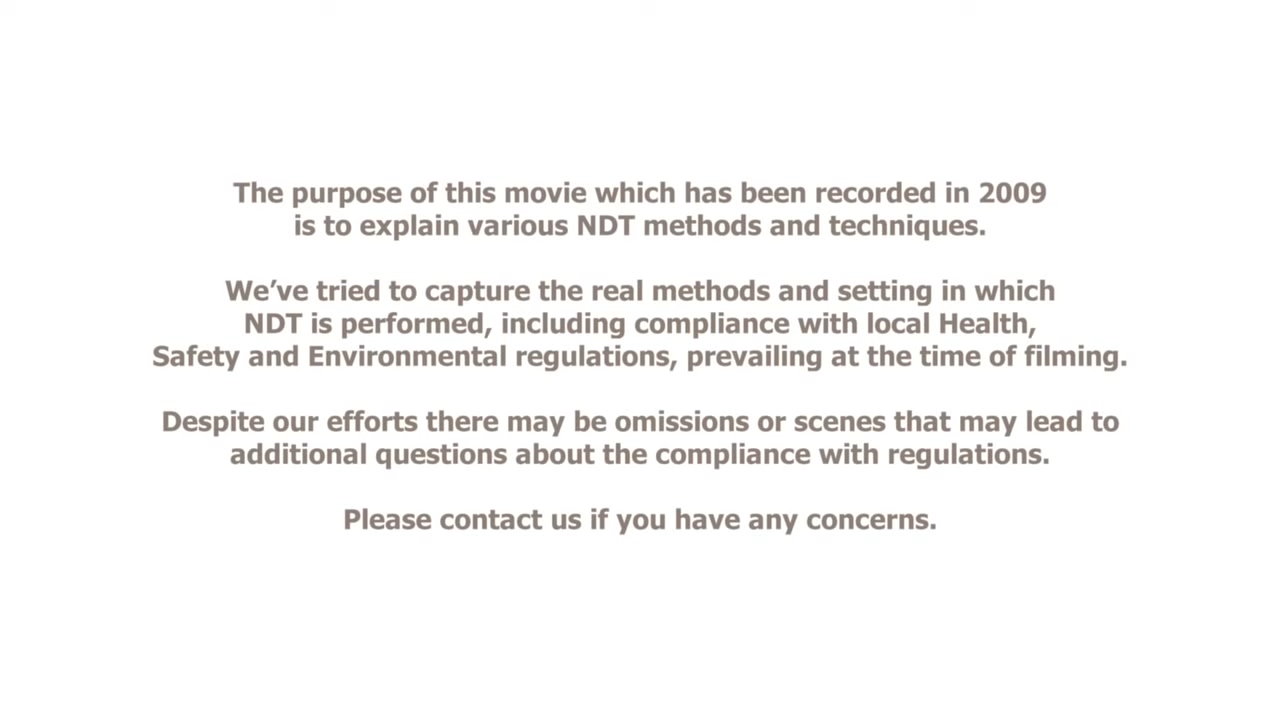 The purpose of this movie which has been recorded in 2009
is to explain various NDT methods and techniques.
We’ve tried to capture the real methods and setting in which
NDT is performed, including compliance with local Health,
Safety and Environmental regulations, prevailing at the time of filming.
Despite our efforts there may be omissions or scenes that may lead to
additional questions about the compliance with regulations.
Please contact us if you have any concerns.